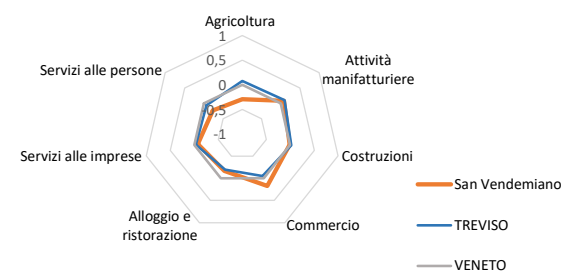 Agricoltura
1
0,5
0
-0,5
-1
Attività
manifatturiere
Costruzioni
Commercio
Alloggio e
ristorazione
Servizi alle imprese
Servizi alle persone
San Vendemiano
TREVISO
VENETO